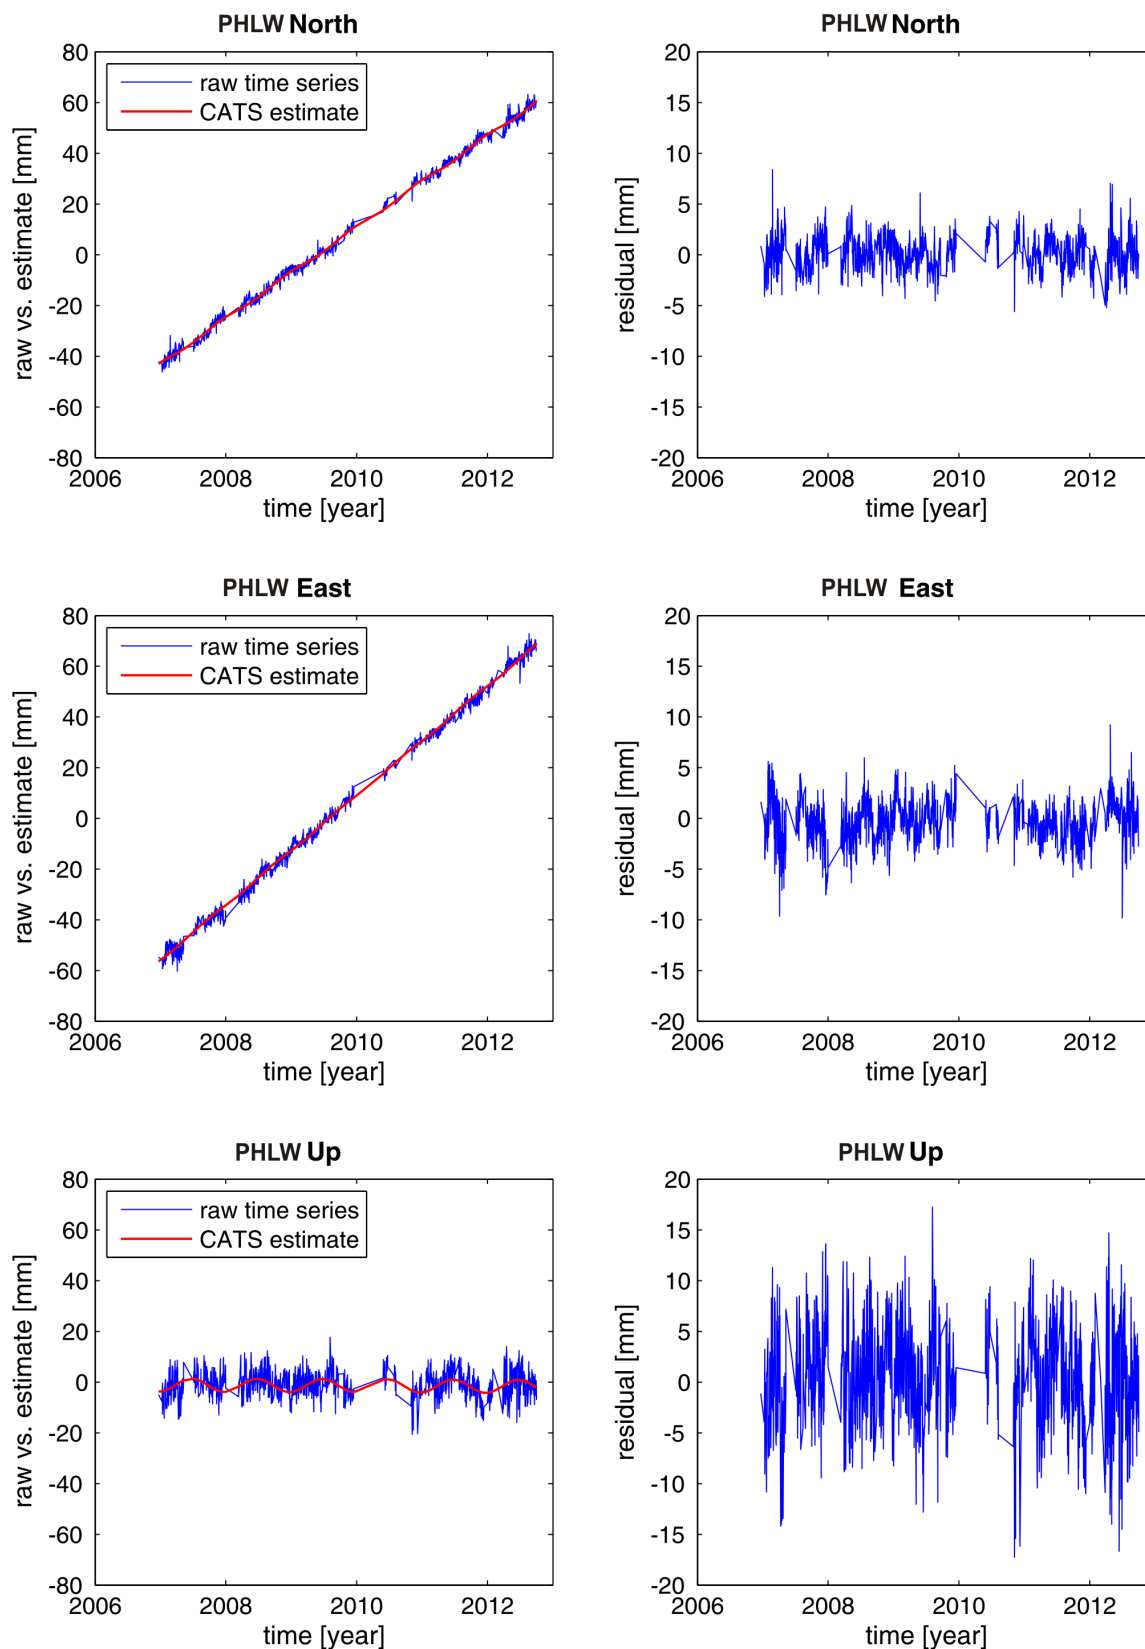 PHLW North
80
60
40
20
0
-20
-40
-60
-80
raw vs. estimate [mm]
raw time series
CATS estimate
2006 2008 2010 2012
time [year]
PHLW North
20
15
10
5
0
-5
-10
-15
-20
residual [mm]
2006 2008 2010 2012
time [year]
PHLW East
80
60
40
20
0
-20
-40
-60
-80
raw vs. estimate [mm]
raw time series
CATS estimate
2006 2008 2010 2012
time [year]
PHLW East
20
15
10
5
0
-5
-10
-15
-20
residual [mm]
2006 2008 2010 2012
time [year]
PHLW Up
80
60
40
20
0
-20
-40
-60
-80
raw vs. estimate [mm]
raw time series
CATS estimate
2006 2008 2010 2012
time [year]
PHLW Up
20
15
10
5
0
-5
-10
-15
-20
residual [mm]
2006 2008 2010 2012
time [year]